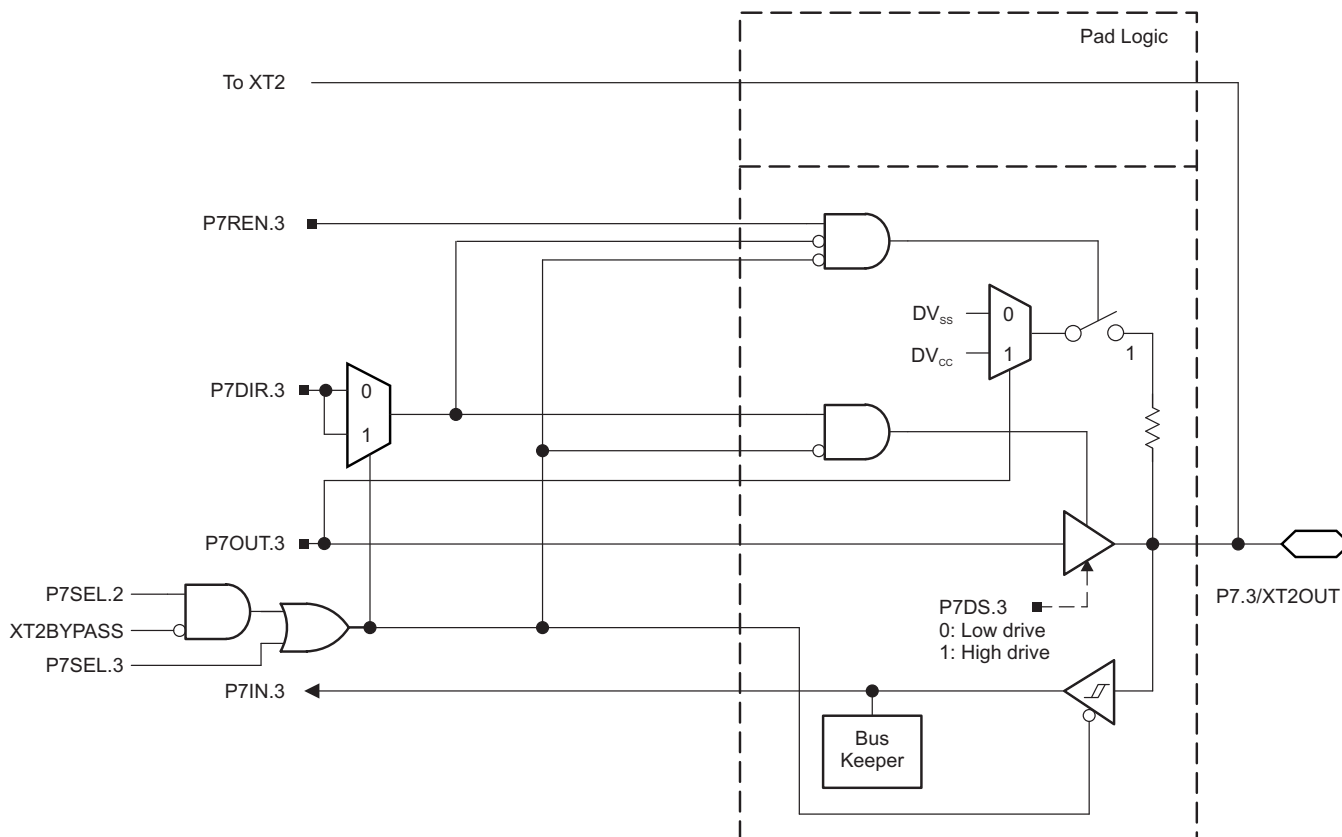 Pad Logic
To XT2
P7REN.3
DVSS
0
DVCC
1
1
P7DIR.3
0
1
P7OUT.3
P7SEL.2
XT2BYPASS
P7SEL.3
P7DS.3
0: Low drive
1: High drive
P7.3/XT2OUT
P7IN.3
Bus
Keeper